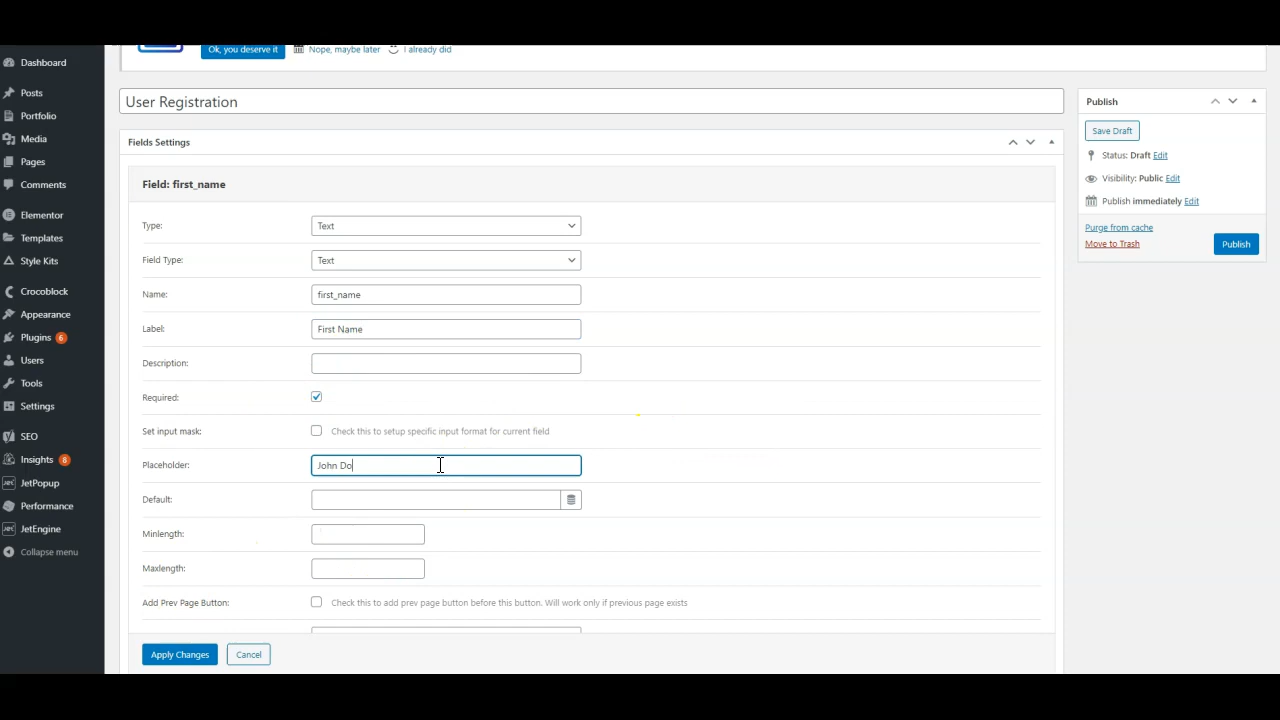 Ok, you deserve it Nope, maybe later I already did
Dashboard
Posts
Portfolio
Media
Pages
Comments
Elementor
Templates
Style Kits
Crocoblock
Appearance
Plugins 6
Users
Tools
Settings
SEO
Insights 8
JetPopup
Performance
JetEngine
Collapse menu
User Registration
Fields Settings
Field: first_name
Type: Text
Field Type: Text
Name: first_name
Label: First Name
Description:
Required:
Set input mask: Check this to setup specific input format for current field
Placeholder: John Do
Default:
Minlength:
Maxlength:
Add Prev Page Button: Check this to add prev page button before this button. Will work only if previous page exists
Apply Changes Cancel
Publish
Save Draft
Status: Draft Edit
Visibility: Public Edit
Publish immediately Edit
Purge from cache
Move to Trash
Publish